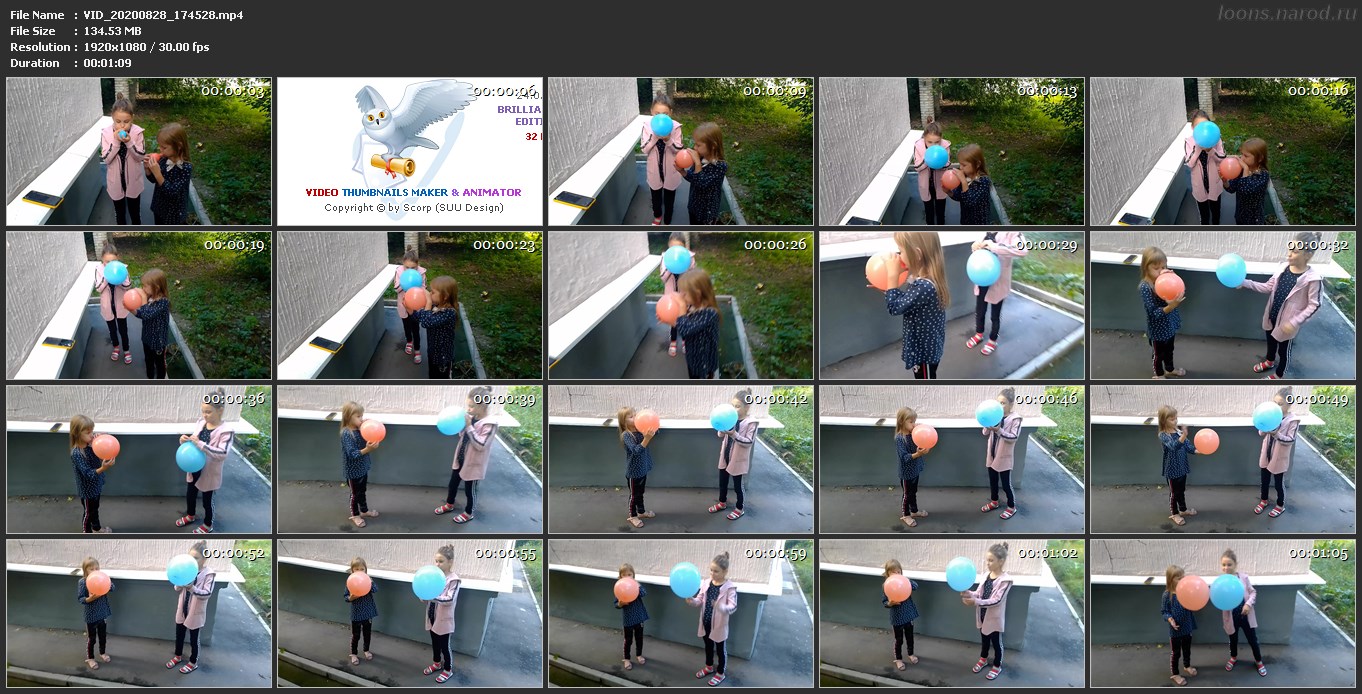 File Name : VID_20200828_174528.mp4
File Size : 134.53 MB
Resolution : 1920x1080 / 30.00 fps
Duration : 00:01:09
loons.narod.ru
00:00:03
00:00:06
BRILLIA
EDITI
32
VIDEO THUMBNAILS MAKER & ANIMATOR
Copyright © by Scorp (SUU Design)
00:00:09
00:00:13
00:00:16
00:00:19
00:00:23
00:00:26
00:00:29
00:00:32
00:00:36
00:00:39
00:00:42
00:00:46
00:00:49
00:00:52
00:00:55
00:00:59
00:01:02
00:01:05